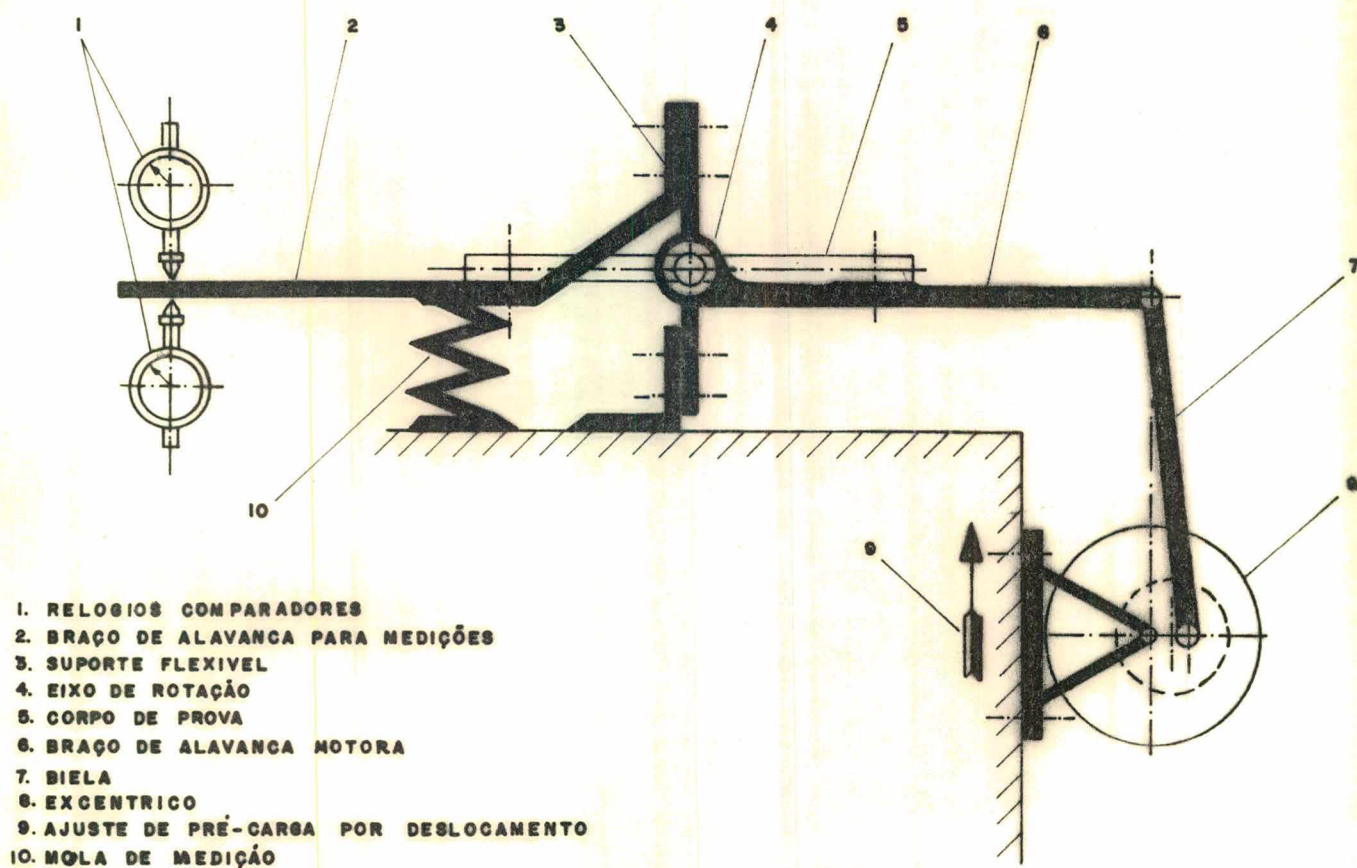 1 2 3 4 5 6
7
8
9
10
1. RELOGIOS COMPARADORES
2. BRAÇO DE ALAVANCA PARA MEDIÇÕES
3. SUPORTE FLEXIVEL
4. EIXO DE ROTAÇÃO
5. CORPO DE PROVA
6. BRAÇO DE ALAVANCA MOTORA
7. BIELA
8. EXCENTRICO
9. AJUSTE DE PRÉ-CARGA POR DESLOCAMENTO
10. MOLA DE MEDIÇÃO